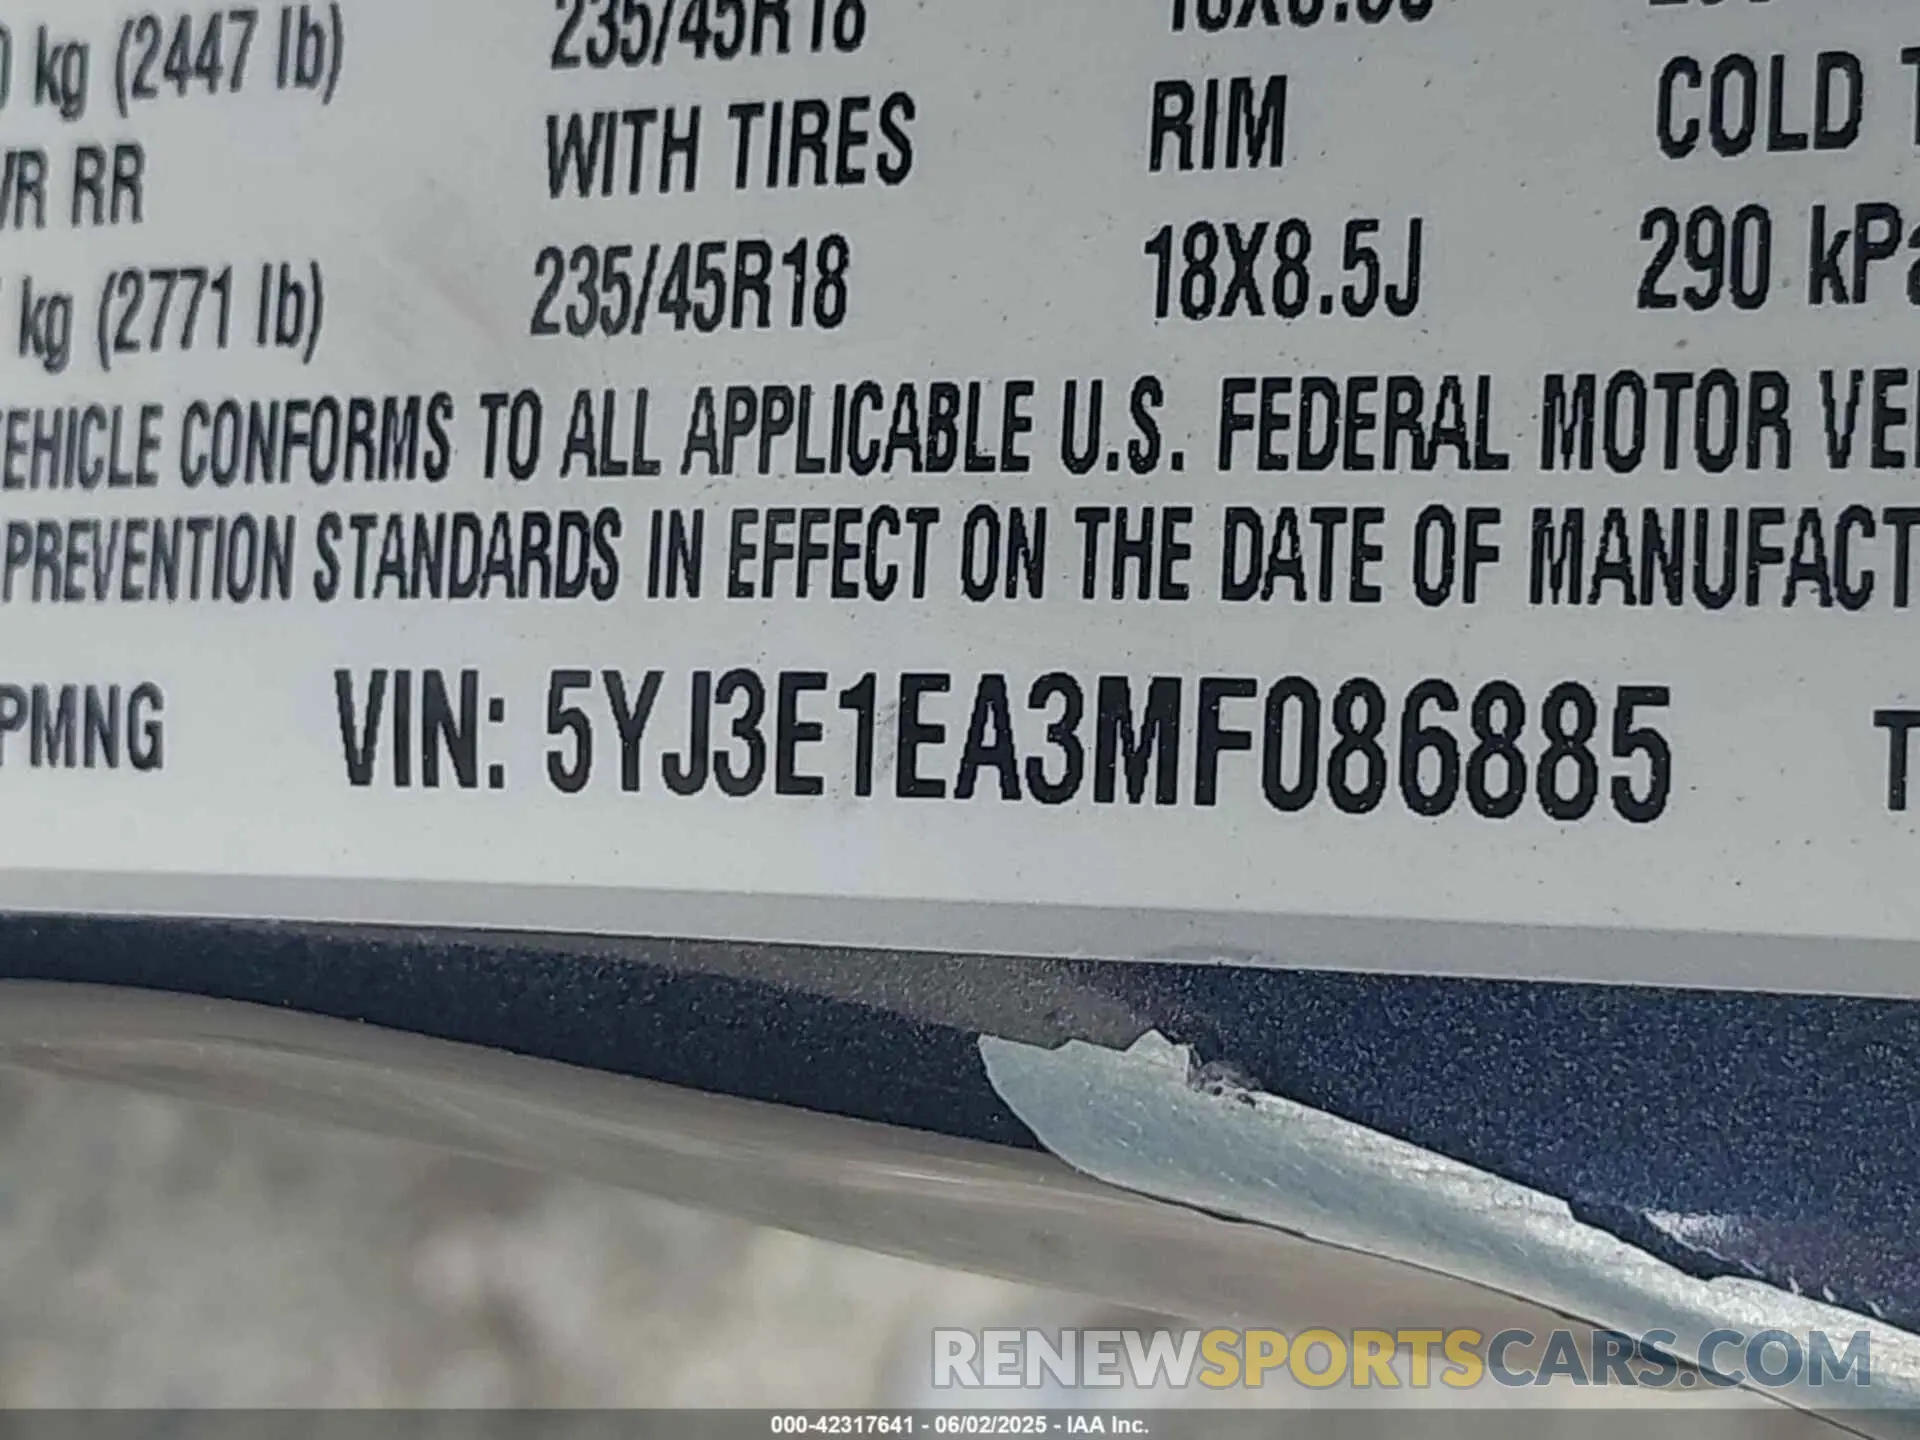 kg (2447 lb) 235/45R18
RR WITH TIRES RIM COLD
kg (2771 lb) 235/45R18 18X8.5J 290 kPa
EHICLE CONFORMS TO ALL APPLICABLE U.S. FEDERAL MOTOR VE
PREVENTION STANDARDS IN EFFECT ON THE DATE OF MANUFACT
PMNG VIN: 5YJ3E1EA3MF086885 T
RENEWSPORTSCARS.COM
000-42317641 - 06/02/2025 - IAA Inc.